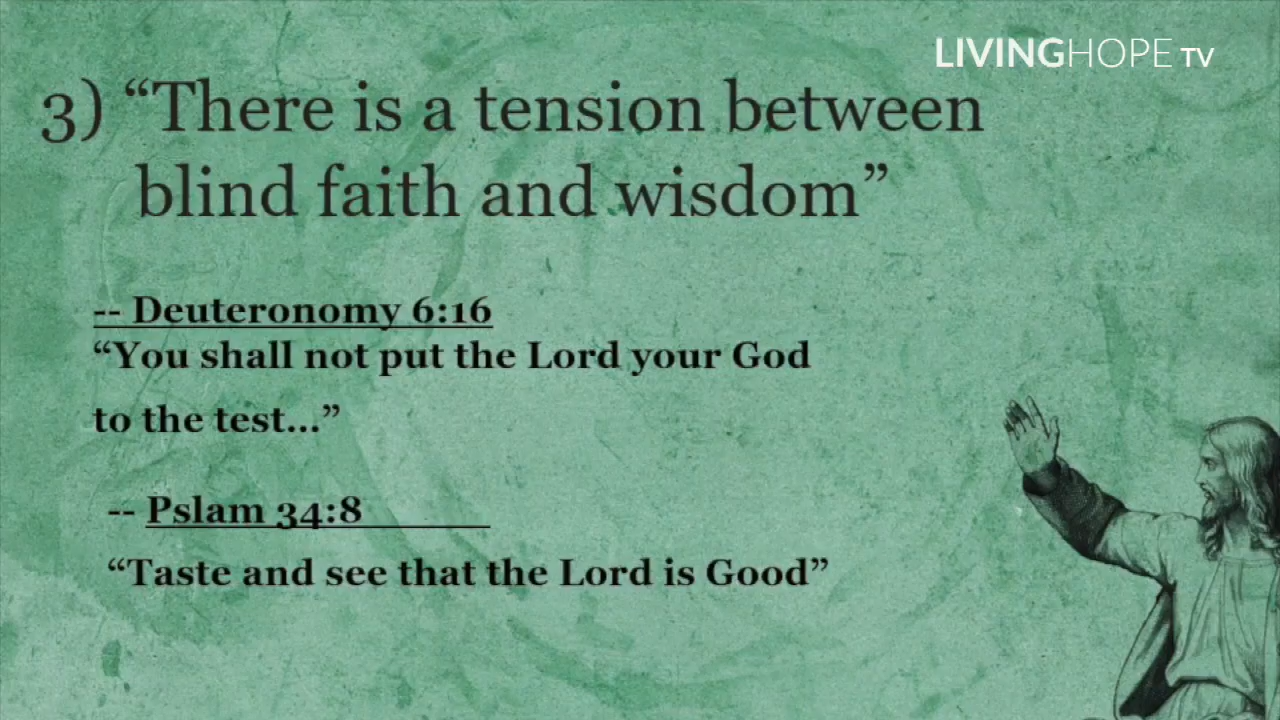 LIVINGHOPE TV
3) “There is a tension between
blind faith and wisdom”
-- Deuteronomy 6:16
“You shall not put the Lord your God
to the test...”
-- Pslam 34:8
“Taste and see that the Lord is Good”